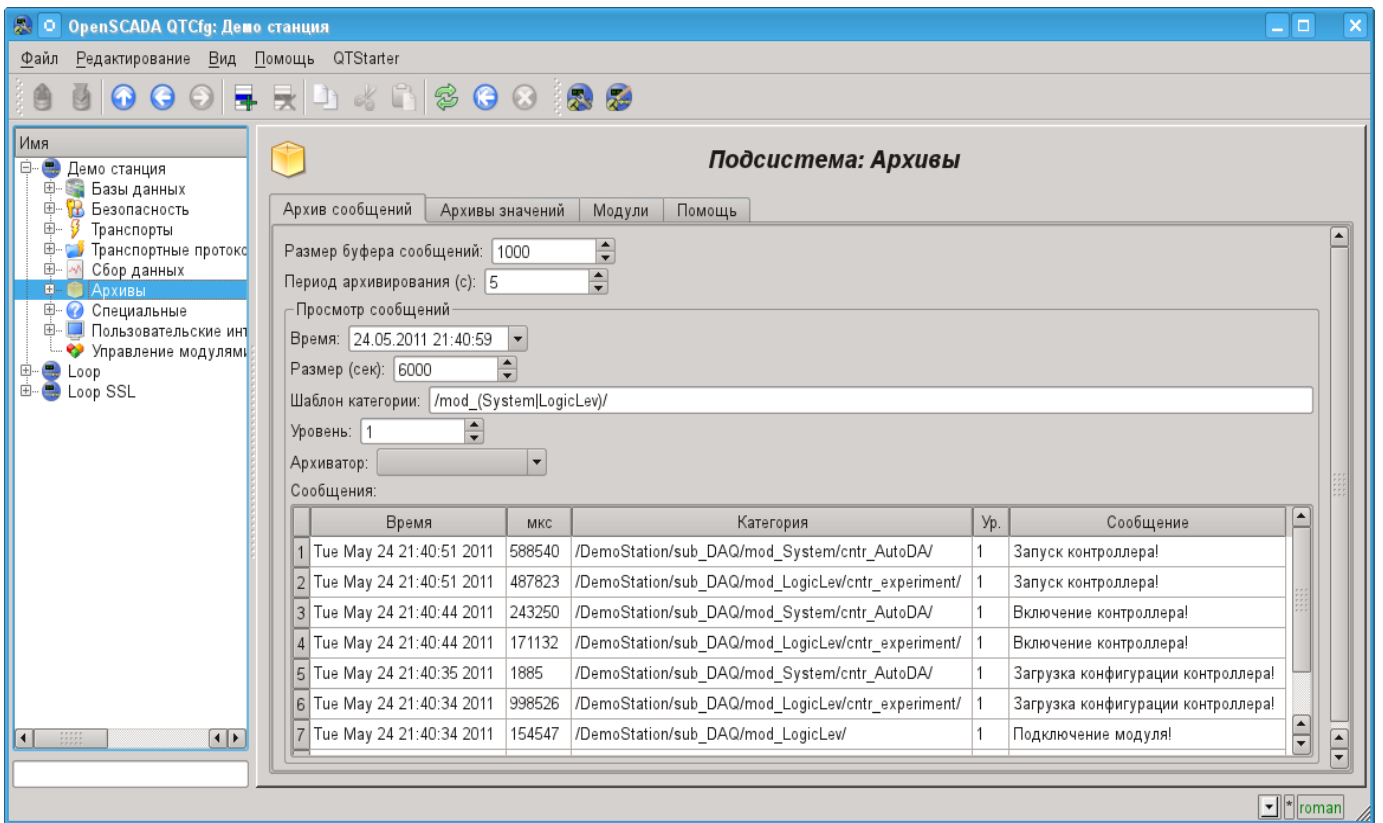 OpenSCADA QTCfg: Демо станция
Файл Редактирование Вид Помощь QTStarter
Имя
Демо станция
Базы данных
Безопасность
Транспорты
Транспортные протоко
Сбор данных
Архивы
Специальные
Пользовательские инт
Управление модулями
Loop
Loop SSL
Подсистема: Архивы
Архив сообщений Архивы значений Модули Помощь
Размер буфера сообщений: 1000
Период архивирования (с): 5
Просмотр сообщений
Время: 24.05.2011 21:40:59
Размер (сек): 6000
Шаблон категории: /mod_(System|LogicLev)/
Уровень: 1
Архиватор:
Сообщения:
Время мкс Категория Ур. Сообщение
1 Tue May 24 21:40:51 2011 588540 /DemoStation/sub_DAQ/mod_System/cntr_AutoDA/ 1 Запуск контроллера!
2 Tue May 24 21:40:51 2011 487823 /DemoStation/sub_DAQ/mod_LogicLev/cntr_experiment/ 1 Запуск контроллера!
3 Tue May 24 21:40:44 2011 243250 /DemoStation/sub_DAQ/mod_System/cntr_AutoDA/ 1 Включение контроллера!
4 Tue May 24 21:40:44 2011 171132 /DemoStation/sub_DAQ/mod_LogicLev/cntr_experiment/ 1 Включение контроллера!
5 Tue May 24 21:40:35 2011 1885 /DemoStation/sub_DAQ/mod_System/cntr_AutoDA/ 1 Загрузка конфигурации контроллера!
6 Tue May 24 21:40:34 2011 998526 /DemoStation/sub_DAQ/mod_LogicLev/cntr_experiment/ 1 Загрузка конфигурации контроллера!
7 Tue May 24 21:40:34 2011 154547 /DemoStation/sub_DAQ/mod_LogicLev/ 1 Подключение модуля!
* roman